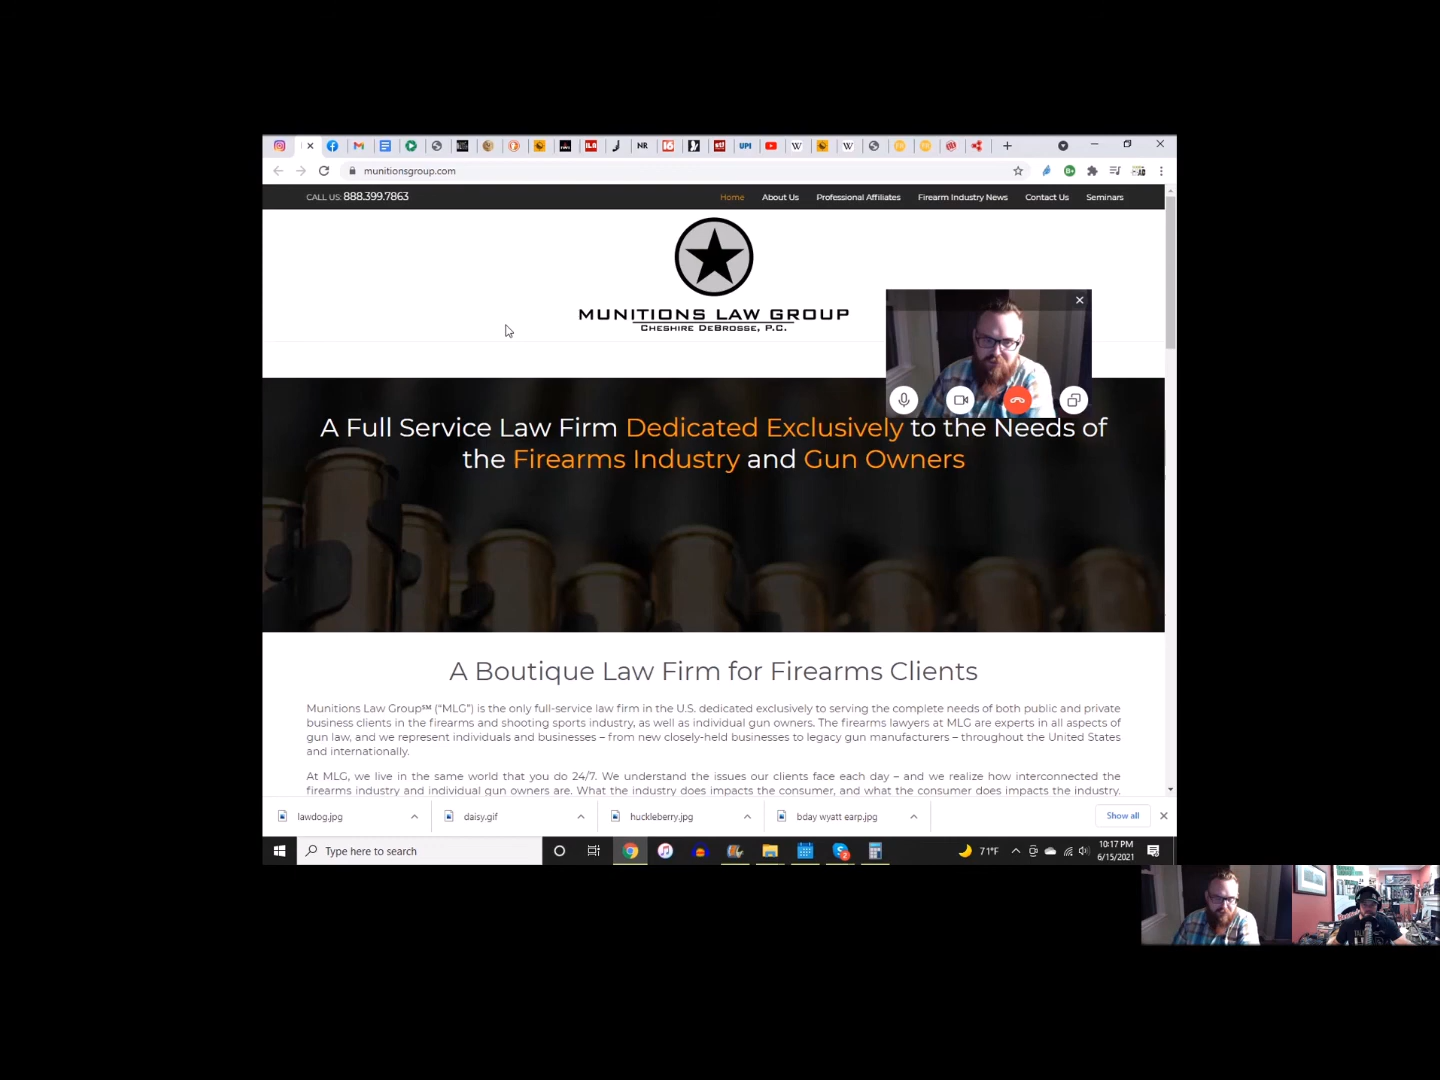 NR
UPI
W
W
munitionsgroup.com
CALL US: 888.399.7863
Home
About Us
Professional Affiliates
Firearm Industry News
Contact Us
Seminars
MUNITIONS LAW GROUP
CHESHIRE DEBROSSE, P.C.
A Full Service Law Firm Dedicated Exclusively to the Needs of
the Firearms Industry and Gun Owners
A Boutique Law Firm for Firearms Clients
Munitions Law Group℠ (“MLG”) is the only full-service law firm in the U.S. dedicated exclusively to serving the complete needs of both public and private
business clients in the firearms and shooting sports industry, as well as individual gun owners. The firearms lawyers at MLG are experts in all aspects of
gun law, and we represent individuals and businesses – from new closely-held businesses to legacy gun manufacturers – throughout the United States
and internationally.
At MLG, we live in the same world that you do 24/7. We understand the issues our clients face each day – and we realize how interconnected the
firearms industry and individual gun owners are. What the industry does impacts the consumer, and what the consumer does impacts the industry.
lawdog.jpg
daisy.gif
huckleberry.jpg
bday wyatt earp.jpg
Show all
Type here to search
2
71°F
10:17 PM
6/15/2021